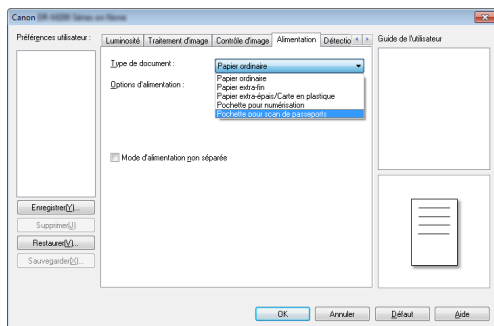 Canon
Préférences utilisateur :
Luminosité Traitement d'image Contrôle d'image Alimentation Détectio
Guide de l'utilisateur
Type de document :
Papier ordinaire
Options d'alimentation :
Papier ordinaire
Papier extra-fin
Papier extra-épais/Carte en plastique
Pochette pour numérisation
Pochette pour scan de passeports
Mode d'alimentation non séparée
Enregistrer(Y)...
Supprimer(J)
Restaurer(V)...
Sauvegarder(X)...
OK Annuler Défaut Aide